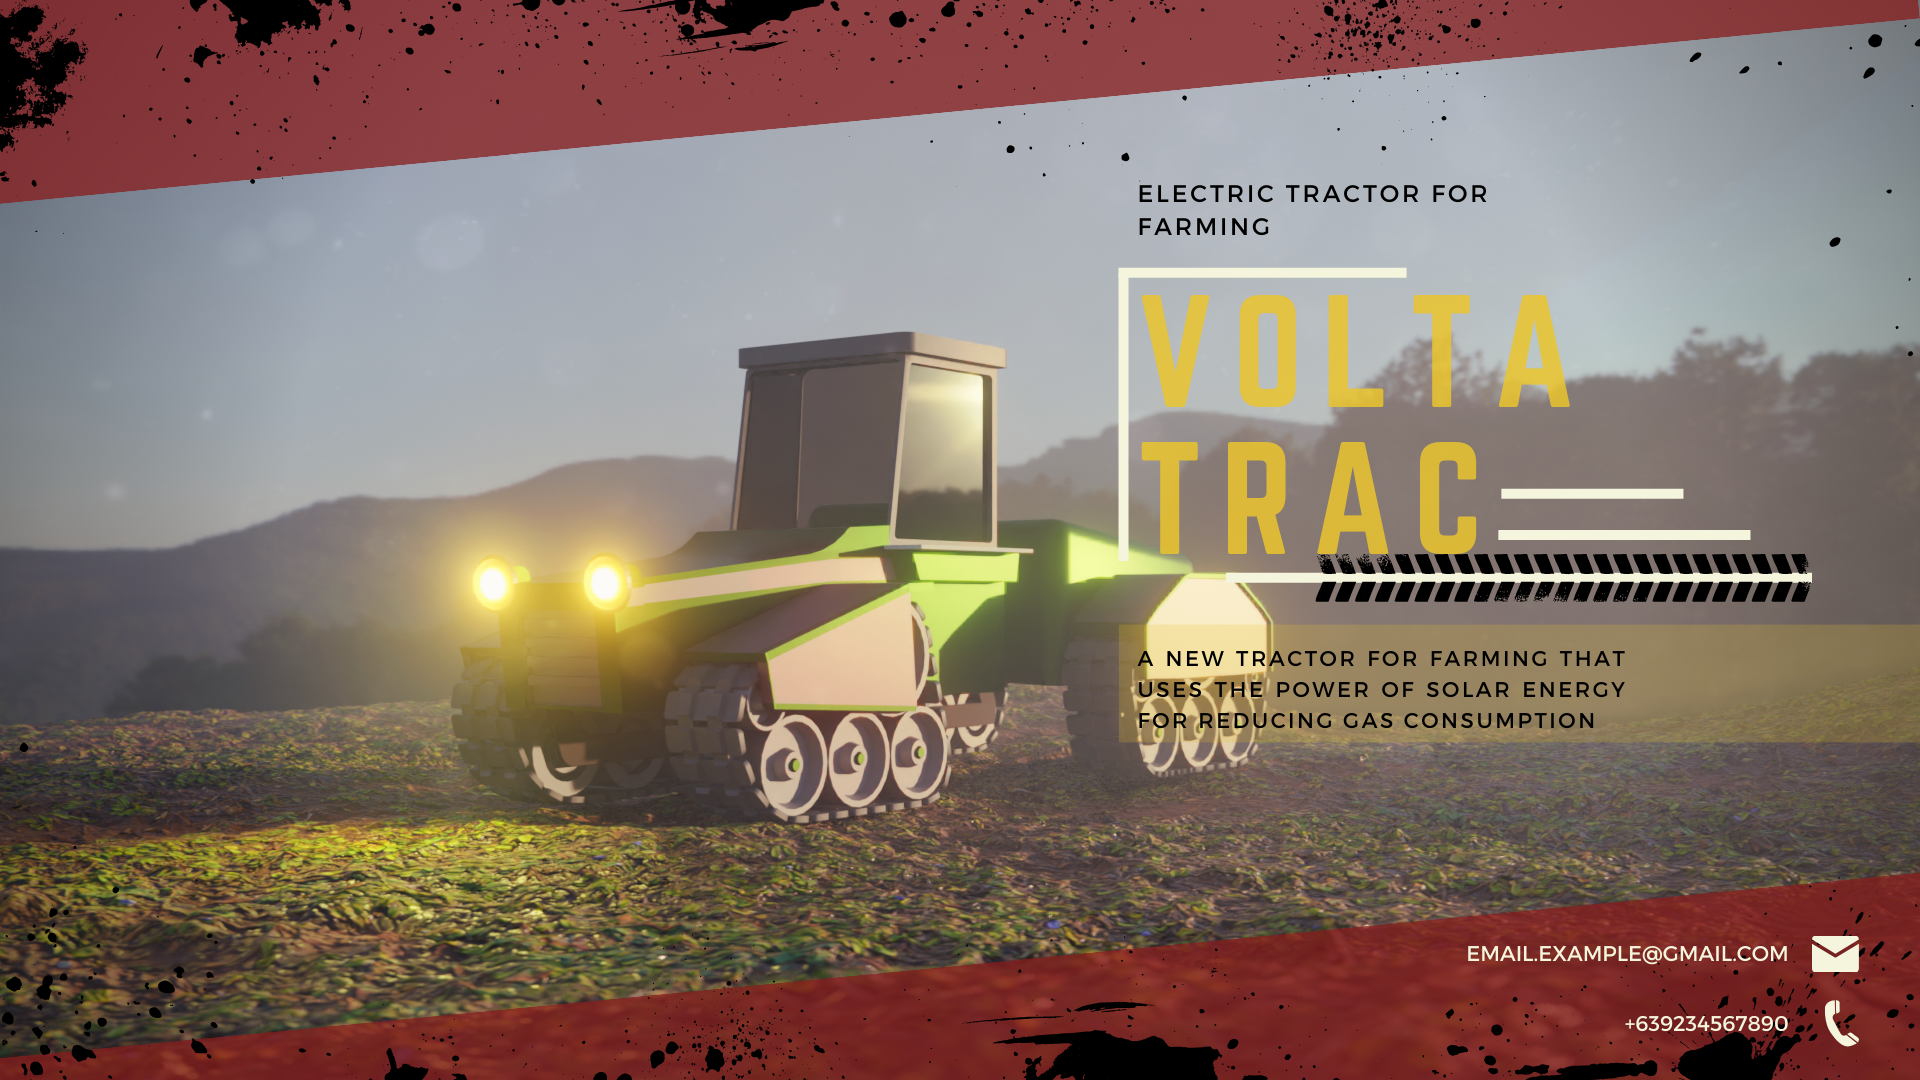 ELECTRIC TRACTOR FOR
FARMING
VOLTA
TRAC
A NEW TRACTOR FOR FARMING THAT
USES THE POWER OF SOLAR ENERGY
FOR REDUCING GAS CONSUMPTION
EMAIL.EXAMPLE@GMAIL.COM
+639234567890